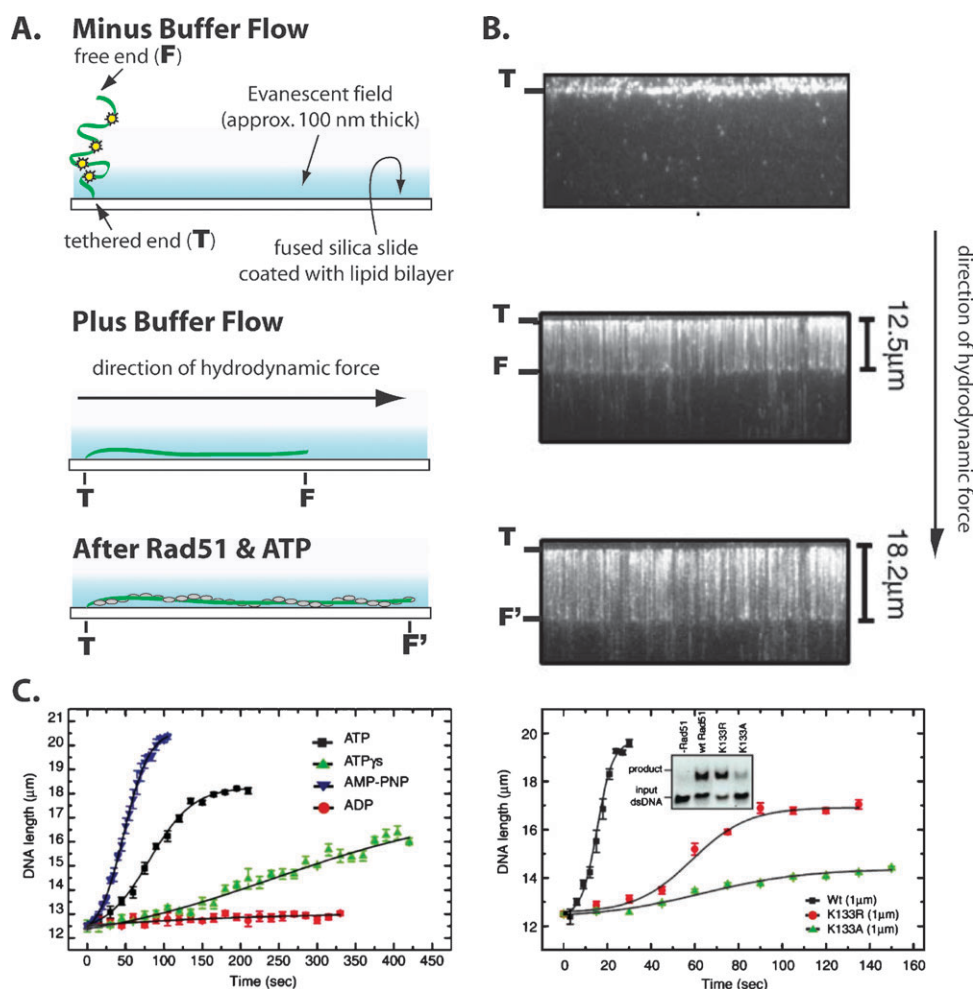 A.
Minus Buffer Flow
free end (F)
Evanescent field
(approx. 100 nm thick)
tethered end (T)
fused silica slide
coated with lipid bilayer
Plus Buffer Flow
direction of hydrodynamic force
T
F
After Rad51 & ATP
T
F'
B.
T
T
F
12.5µm
T
F'
18.2µm
direction of hydrodynamic force
C.
DNA length (µm)
21
20
19
18
17
16
15
14
13
12
0 50 100 150 200 250 300 350 400 450
Time (sec)
ATP
ATPγs
AMP-PNP
ADP
DNA length (µm)
20
19
18
17
16
15
14
13
12
0 20 40 60 80 100 120 140 160
Time (sec)
-Rad51
wt Rad51
K133R
K133A
product
input
dsDNA
Wt (1µm)
K133R (1µm)
K133A (1µm)